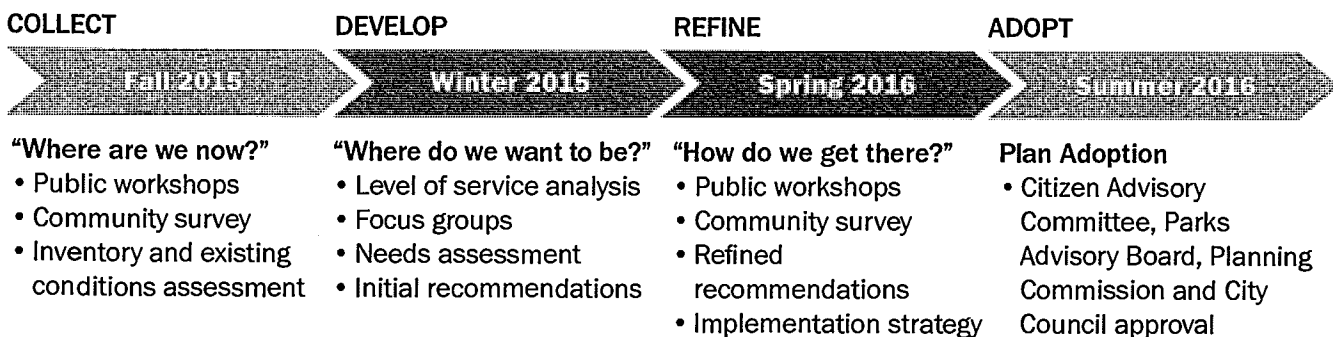 COLLECT
Fall 2015
"Where are we now?"
• Public workshops
• Community survey
• Inventory and existing
conditions assessment
DEVELOP
Winter 2015
"Where do we want to be?"
• Level of service analysis
• Focus groups
• Needs assessment
• Initial recommendations
REFINE
Spring 2016
"How do we get there?"
• Public workshops
• Community survey
• Refined
recommendations
• Implementation strategy
ADOPT
Summer 2016
Plan Adoption
• Citizen Advisory
Committee, Parks
Advisory Board, Planning
Commission and City
Council approval